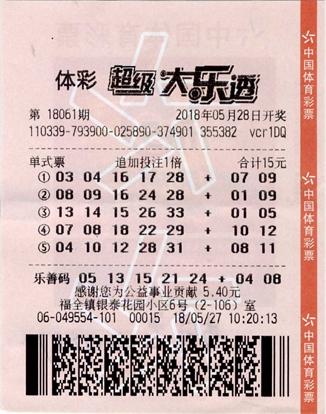 体彩 超级大乐透
第 18061期 2018年05月28日开奖
110339-793900-025890-374901 355382 vcr1DQ
单式票 追加投注1倍 合计15元
① 03 04 16 17 28 + 07 09
② 08 09 16 24 28 + 01 09
③ 13 14 15 26 33 + 01 05
④ 07 08 18 22 29 + 10 12
⑤ 04 10 12 28 31 + 08 11
乐善码 05 13 15 21 24 + 04 08
感谢您为公益事业贡献 5.40元
福全镇银泰花园小区6号 (2-106) 室
06-049554-101 00015 18/05/27 10:20:13
中国体育彩票
中国体育彩票
中国体育彩票